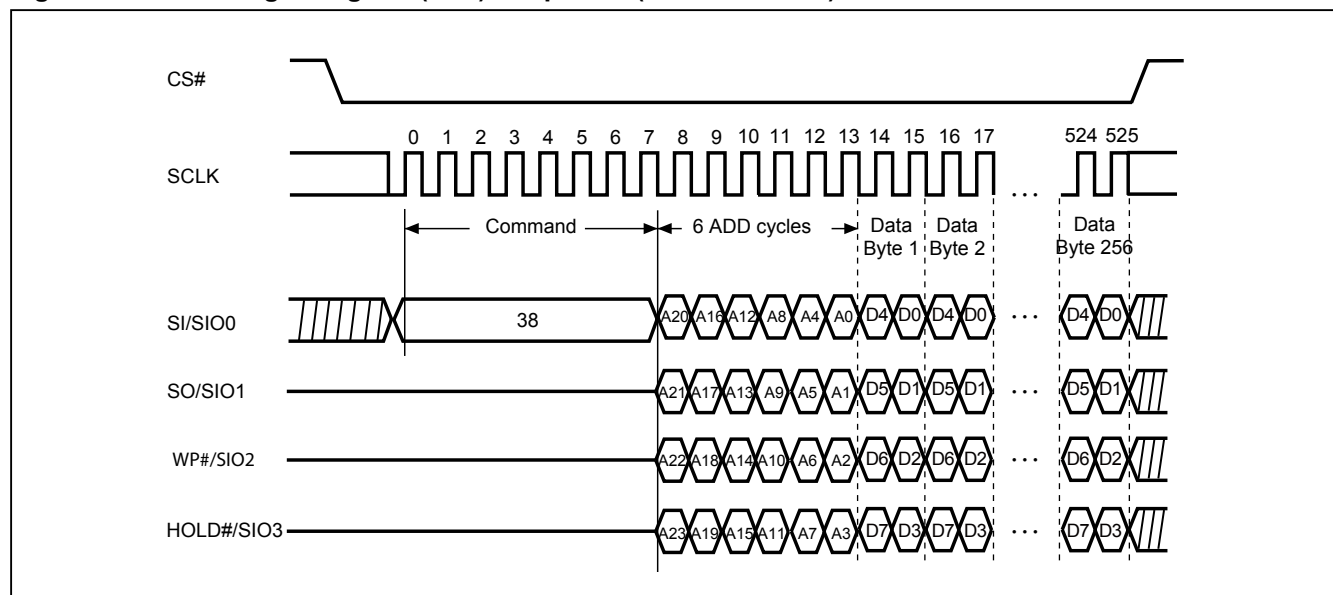 CS#
0 1 2 3 4 5 6 7 8 9 10 11 12 13 14 15 16 17 524 525
SCLK
...
Command 6 ADD cycles Data Data Data
Byte 1 Byte 2 Byte 256
SI/SIO0 38 A20 A16 A12 A8 A4 A0 D4 D0 D4 D0 ... D4 D0
SO/SIO1 A21 A17 A13 A9 A5 A1 D5 D1 D5 D1 ... D5 D1
WP#/SIO2 A22 A18 A14 A10 A6 A2 D6 D2 D6 D2 ... D6 D2
HOLD#/SIO3 A23 A19 A15 A11 A7 A3 D7 D3 D7 D3 ... D7 D3